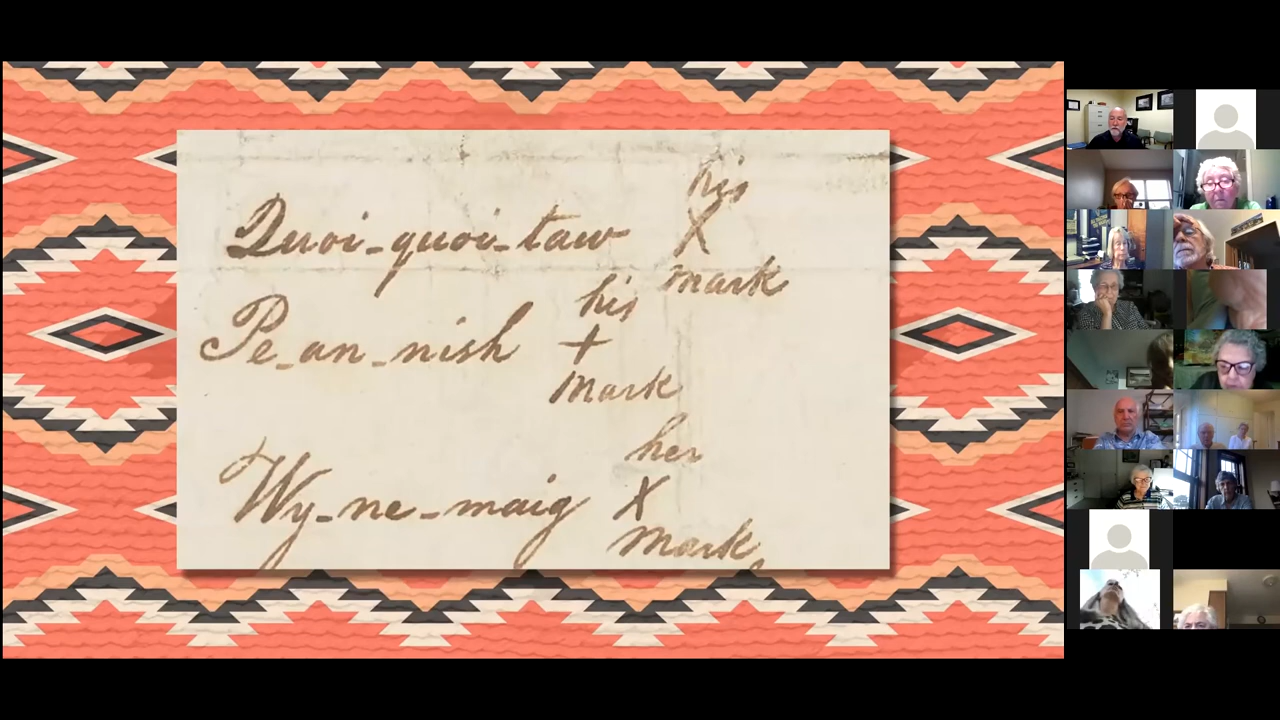 his
Quoi-quoi-taw X
mark
his
Pe-an-nish +
mark
her
Wy-ne-maig X
mark